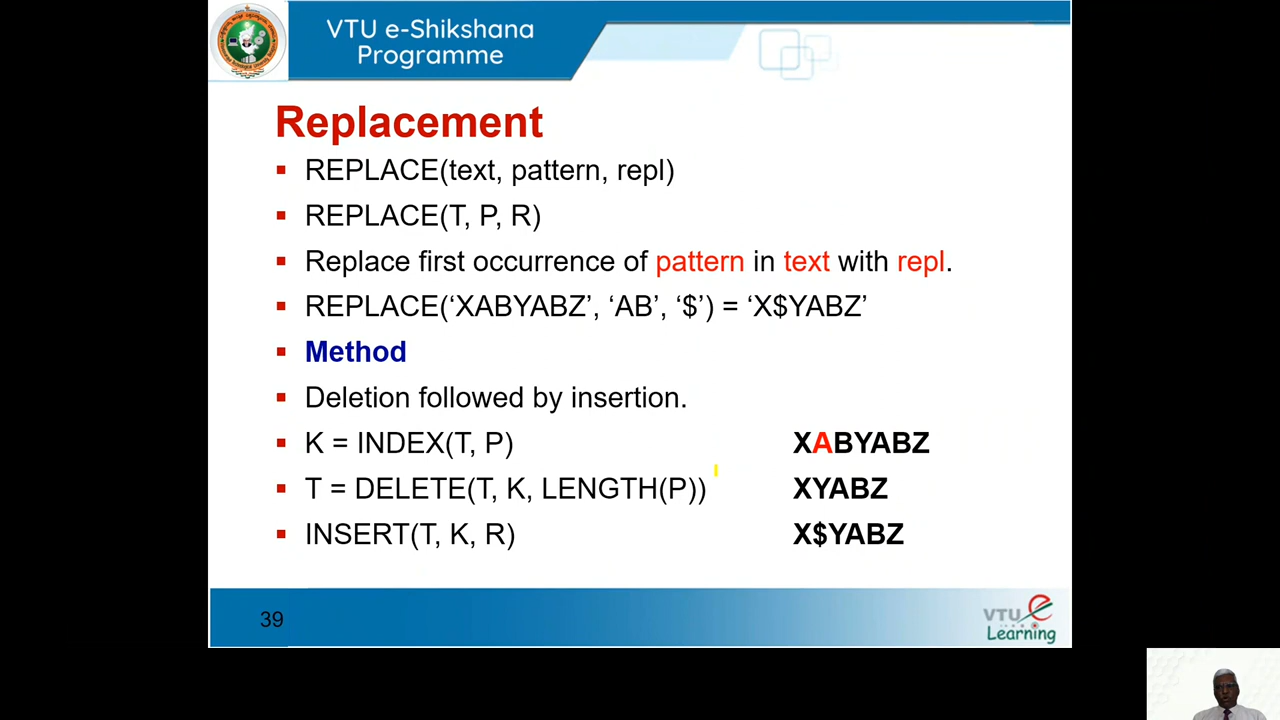 VTU e-Shikshana
Programme
Replacement
▪ REPLACE(text, pattern, repl)
▪ REPLACE(T, P, R)
▪ Replace first occurrence of pattern in text with repl.
▪ REPLACE(‘XABYABZ’, ‘AB’, ‘$’) = ‘X$YABZ’
▪ Method
▪ Deletion followed by insertion.
▪ K = INDEX(T, P) XABYABZ
▪ T = DELETE(T, K, LENGTH(P)) XYABZ
▪ INSERT(T, K, R) X$YABZ
39
VTU e
Learning